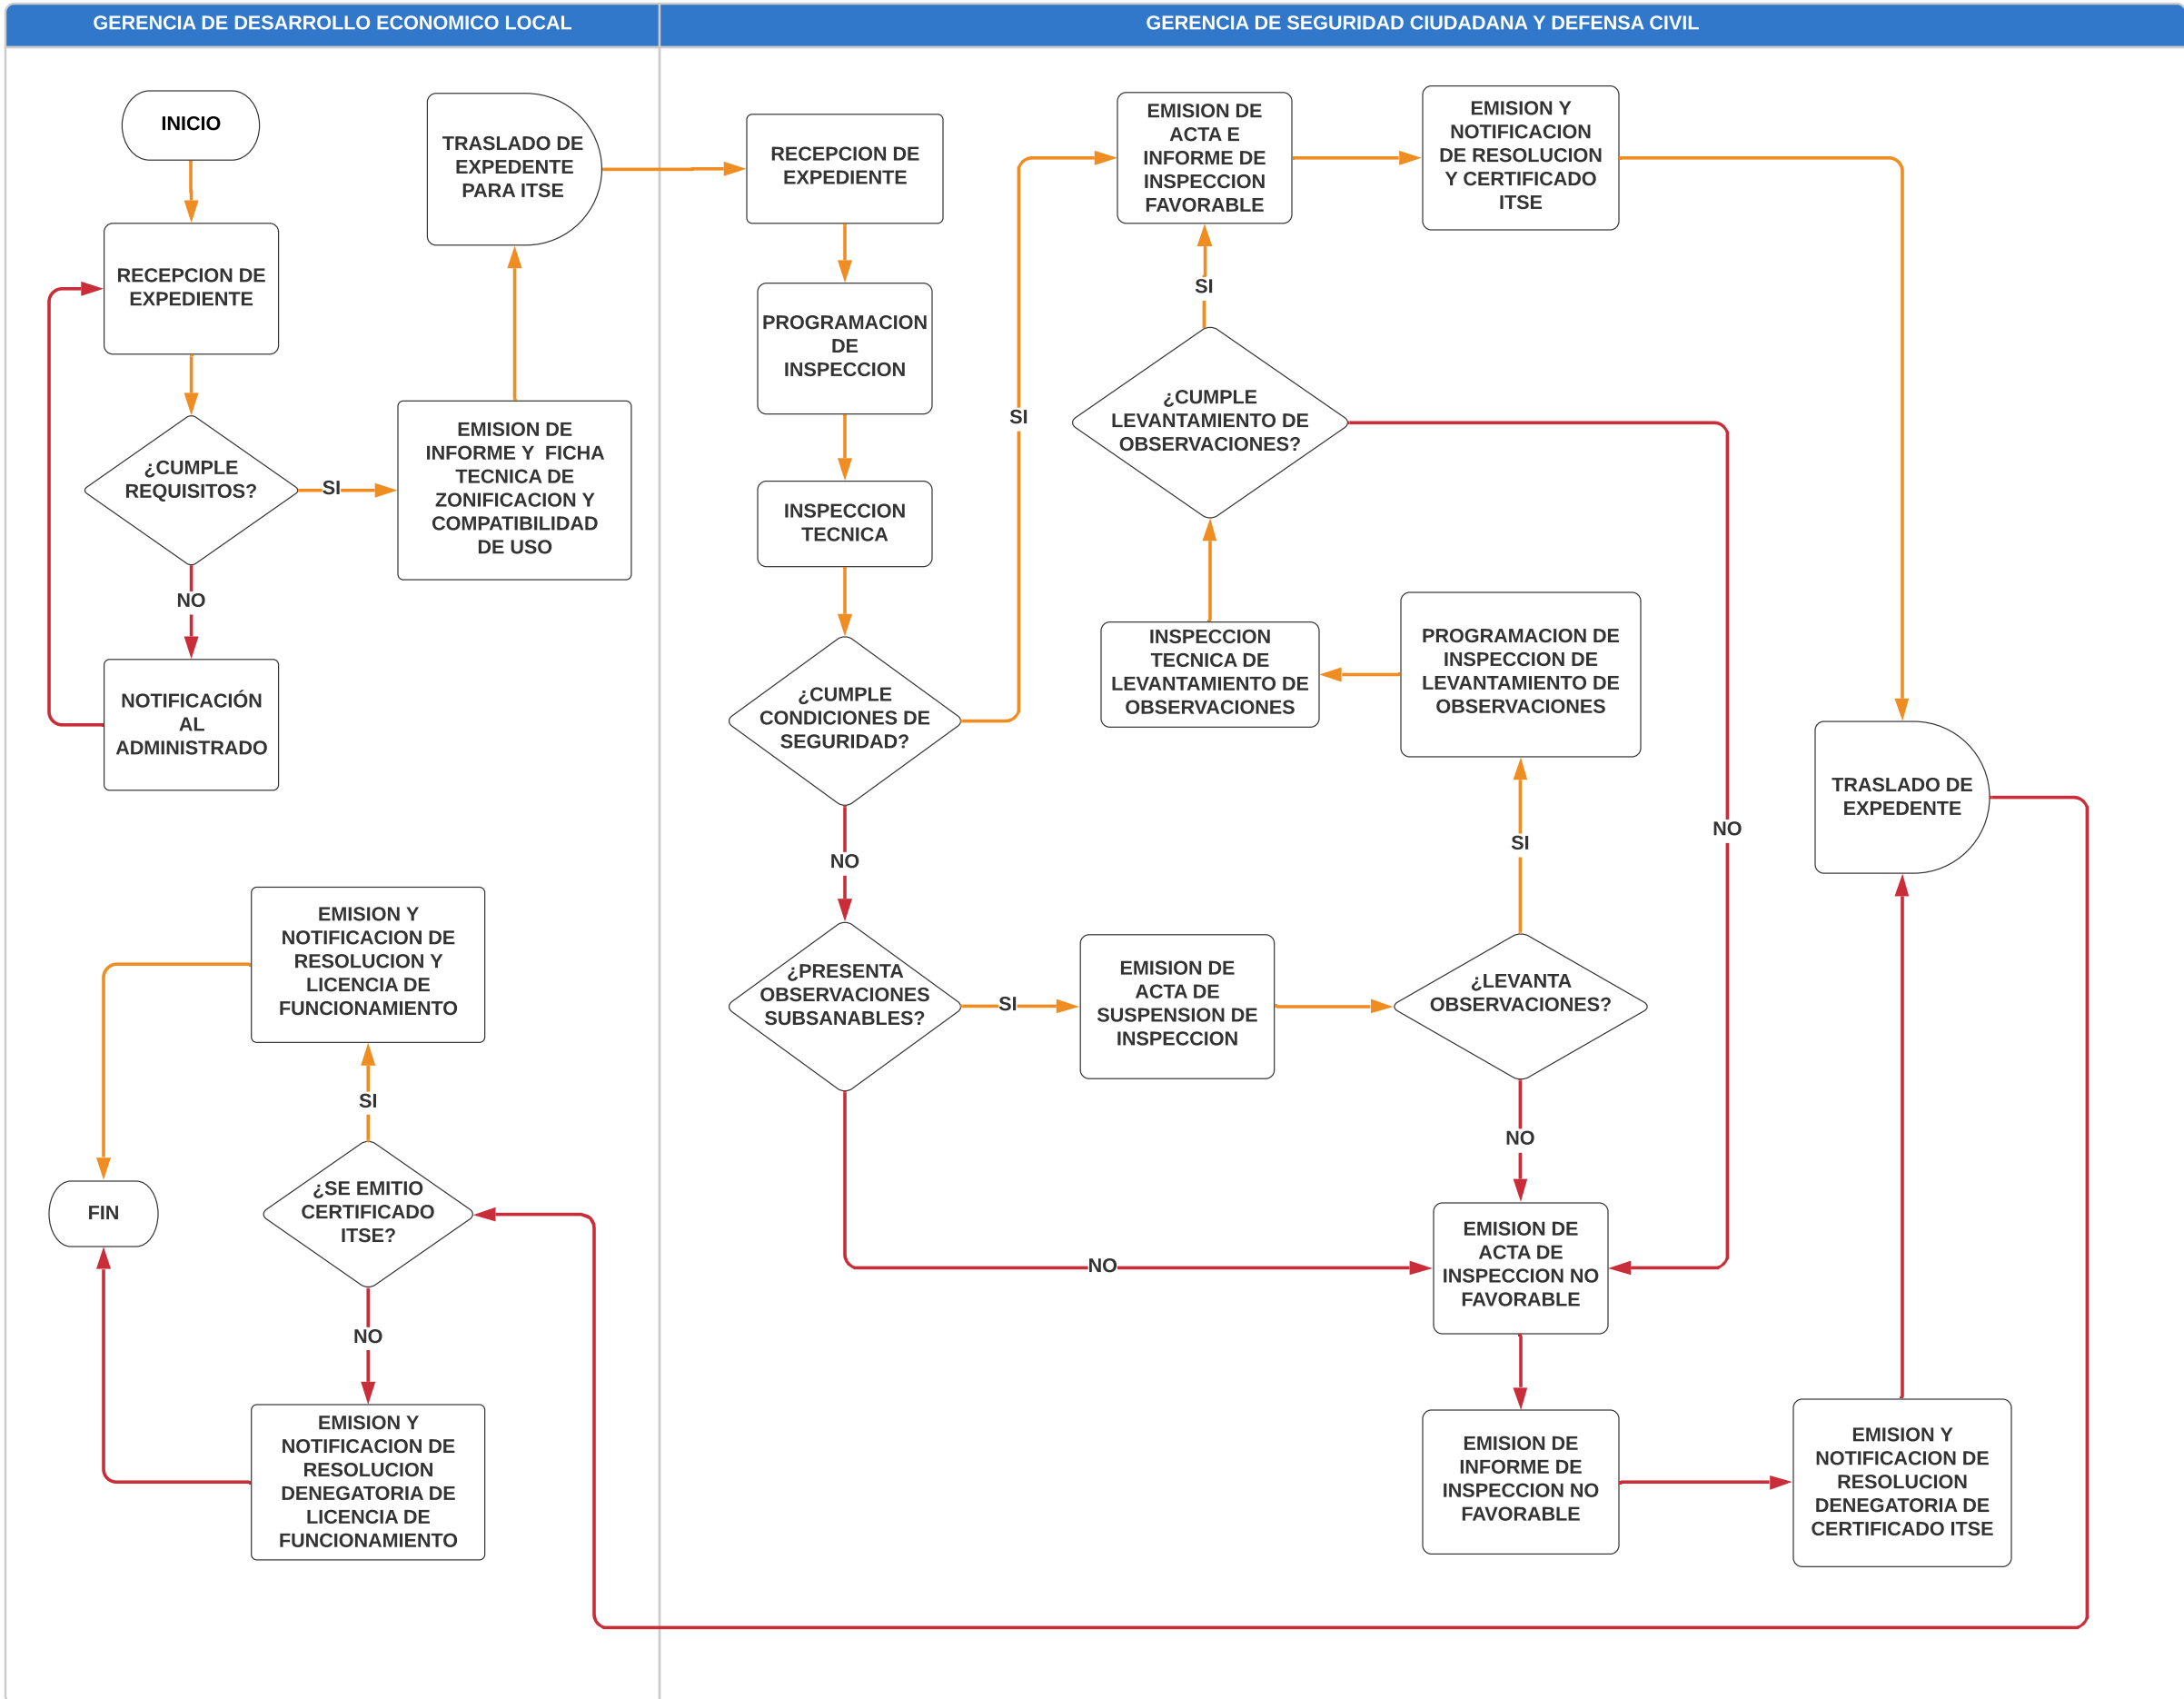 GERENCIA DE DESARROLLO ECONOMICO LOCAL
GERENCIA DE SEGURIDAD CIUDADANA Y DEFENSA CIVIL
INICIO
RECEPCION DE
EXPEDIENTE
¿CUMPLE
REQUISITOS?
SI
NO
NOTIFICACIÓN
AL
ADMINISTRADO
EMISION DE
INFORME Y  FICHA
TECNICA DE
ZONIFICACION Y
COMPATIBILIDAD
DE USO
TRASLADO DE
EXPEDENTE
PARA ITSE
RECEPCION DE
EXPEDIENTE
PROGRAMACION
DE
INSPECCION
INSPECCION
TECNICA
¿CUMPLE
CONDICIONES DE
SEGURIDAD?
SI
NO
EMISION DE
ACTA E
INFORME DE
INSPECCION
FAVORABLE
EMISION Y
NOTIFICACION
DE RESOLUCION
Y CERTIFICADO
ITSE
SI
¿CUMPLE
LEVANTAMIENTO DE
OBSERVACIONES?
NO
INSPECCION
TECNICA DE
LEVANTAMIENTO DE
OBSERVACIONES
PROGRAMACION DE
INSPECCION DE
LEVANTAMIENTO DE
OBSERVACIONES
SI
¿PRESENTA
OBSERVACIONES
SUBSANABLES?
SI
NO
EMISION DE
ACTA DE
SUSPENSION DE
INSPECCION
¿LEVANTA
OBSERVACIONES?
NO
EMISION DE
ACTA DE
INSPECCION NO
FAVORABLE
EMISION DE
INFORME DE
INSPECCION NO
FAVORABLE
EMISION Y
NOTIFICACION DE
RESOLUCION
DENEGATORIA DE
CERTIFICADO ITSE
TRASLADO DE
EXPEDENTE
¿SE EMITIO
CERTIFICADO
ITSE?
SI
EMISION Y
NOTIFICACION DE
RESOLUCION Y
LICENCIA DE
FUNCIONAMIENTO
NO
EMISION Y
NOTIFICACION DE
RESOLUCION
DENEGATORIA DE
LICENCIA DE
FUNCIONAMIENTO
FIN